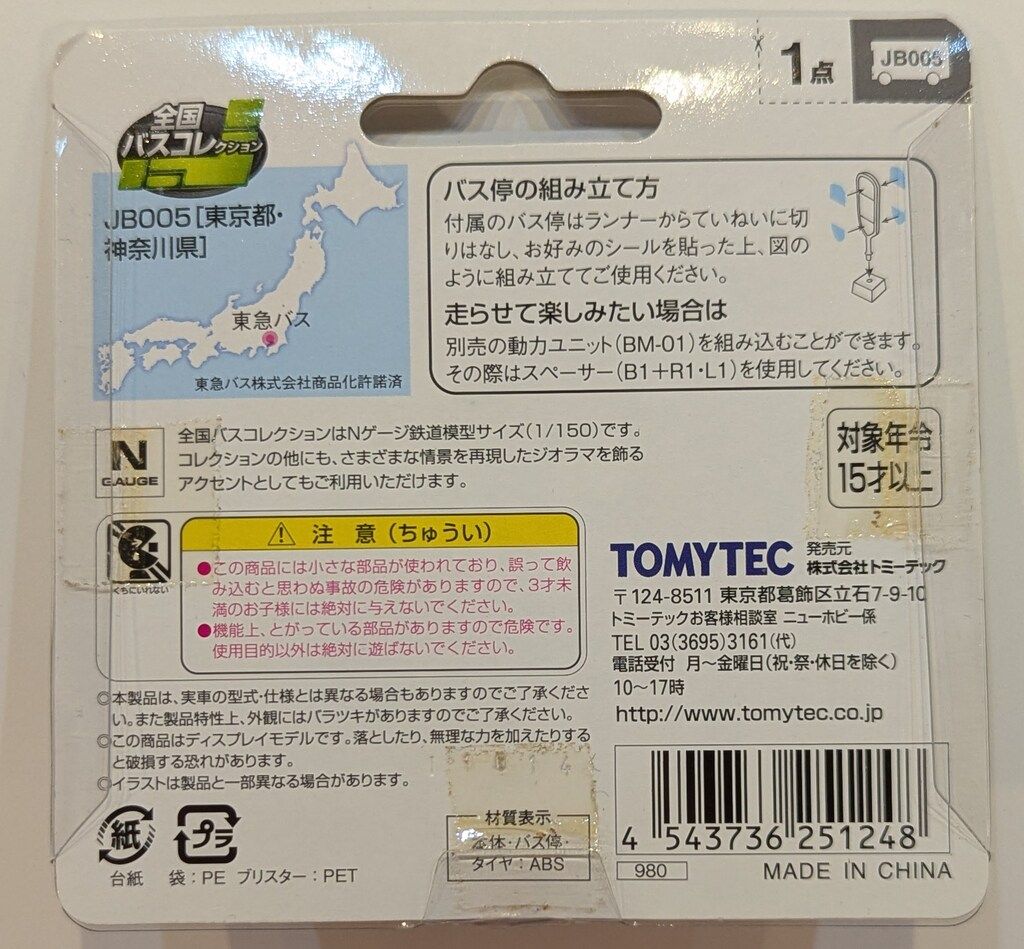 1点
JB005
全国
バスコレクション
JB005[東京都・
神奈川県]
東急バス
東急バス株式会社商品化許諾済
バス停の組み立て方
付属のバス停はランナーからていねいに切
りはなし、お好みのシールを貼った上、図の
ように組み立ててご使用ください。
走らせて楽しみたい場合は
別売の動力ユニット(BM-01)を組み込むことができます。
その際はスペーサー(B1+R1・L1)を使用してください。
N
GAUGE
全国バスコレクションはNゲージ鉄道模型サイズ(1/150)です。
コレクションの他にも、さまざまな情景を再現したジオラマを飾る
アクセントとしてもご利用いただけます。
対象年令
15才以上
くちにいれない
⚠ 注 意(ちゅうい)
●この商品には小さな部品が使われており、誤って飲
み込むと思わぬ事故の危険がありますので、3才未
満のお子様には絶対に与えないでください。
●機能上、とがっている部品がありますので危険です。
使用目的以外は絶対に遊ばないでください。
TOMYTEC 発売元
株式会社トミーテック
〒124-8511 東京都葛飾区立石7-9-10
トミーテックお客様相談室 ニューホビー係
TEL 03(3695)3161(代)
電話受付 月〜金曜日(祝・祭・休日を除く)
10〜17時
http://www.tomytec.co.jp
◎本製品は、実車の型式・仕様とは異なる場合もありますのでご了承くださ
い。また製品特性上、外観にはバラツキがありますのでご了承ください。
◎この商品はディスプレイモデルです。落としたり、無理な力を加えたりする
と破損する恐れがあります。
◎イラストは製品と一部異なる場合があります。
紙
プラ
台紙 袋:PE ブリスター:PET
材質表示
本体・バス停・
タイヤ:ABS
4 543736 251248
980
MADE IN CHINA